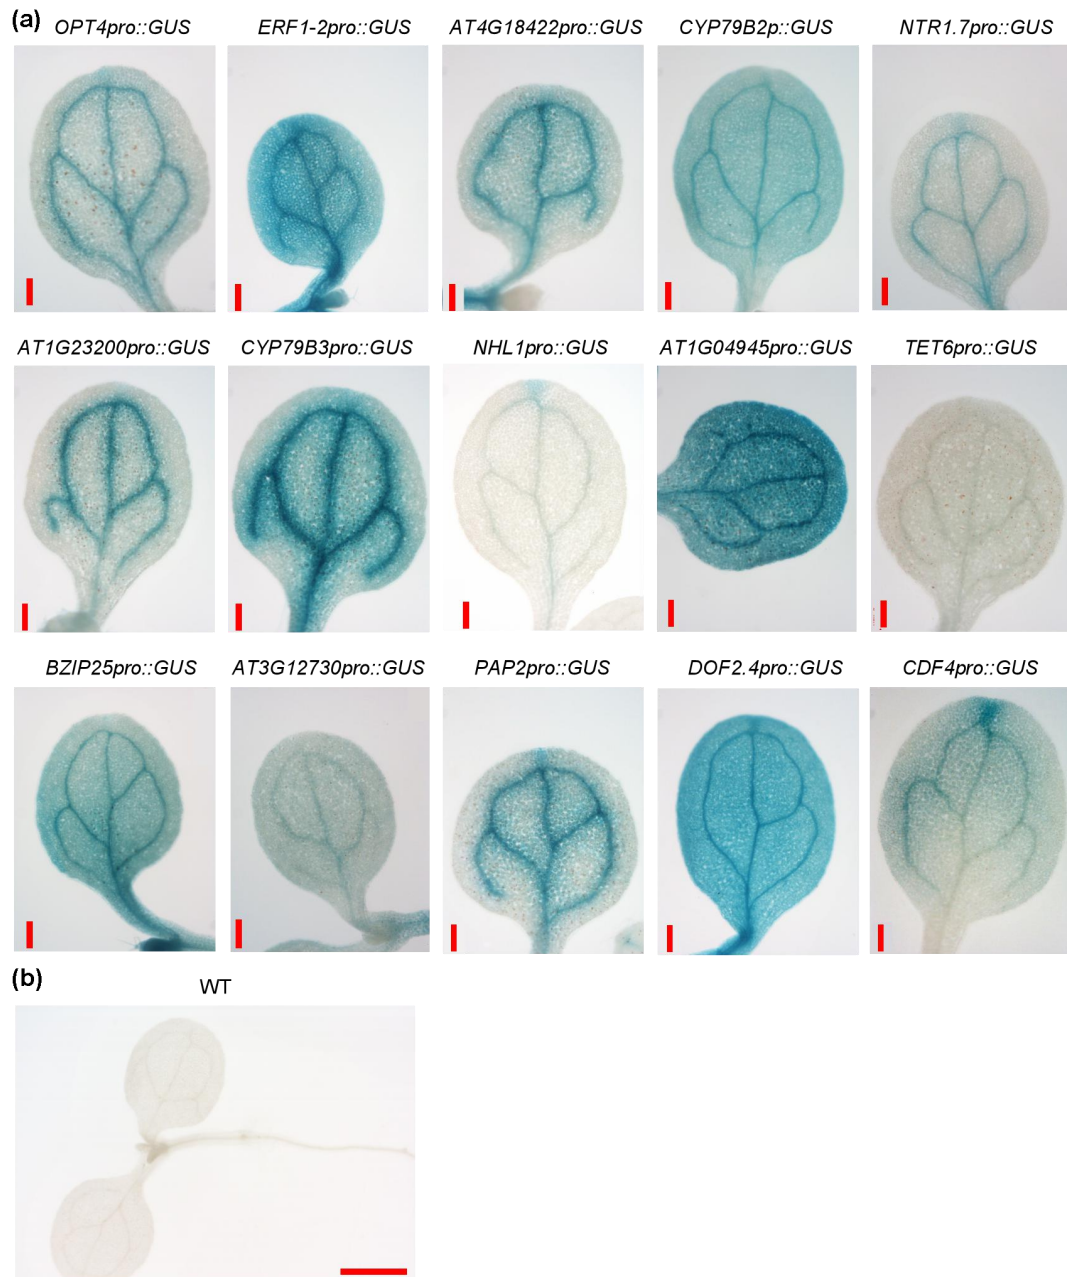 (a)
OPT4pro::GUS ERF1-2pro::GUS AT4G18422pro::GUS CYP79B2p::GUS NTR1.7pro::GUS
AT1G23200pro::GUS CYP79B3pro::GUS NHL1pro::GUS AT1G04945pro::GUS TET6pro::GUS
BZIP25pro::GUS AT3G12730pro::GUS PAP2pro::GUS DOF2.4pro::GUS CDF4pro::GUS
(b)
WT